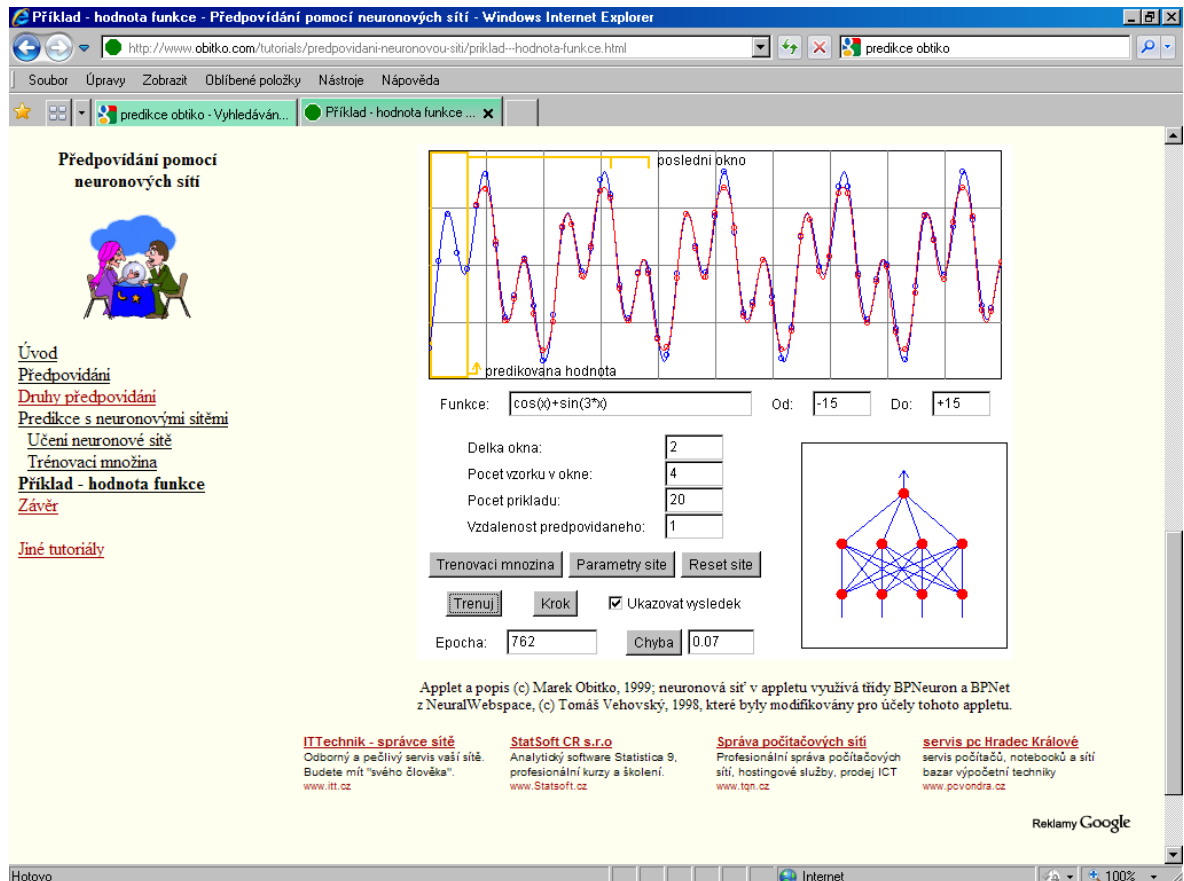 Příklad - hodnota funkce - Předpovídání pomocí neuronových sítí - Windows Internet Explorer
http://www.obitko.com/tutorials/predpovidani-neuronovou-siti/priklad---hodnota-funkce.html
predikce obtiko
Soubor Úpravy Zobrazit Oblíbené položky Nástroje Nápověda
predikce obtiko - Vyhledáván...
Příklad - hodnota funkce ...
Předpovídání pomocí
neuronových sítí
Úvod
Předpovídání
Druhy předpovídání
Predikce s neuronovými sítěmi
Učení neuronové sítě
Trénovací množina
Příklad - hodnota funkce
Závěr
Jiné tutoriály
posledni okno
predikovana hodnota
Funkce: cos(x)+sin(3*x) Od: -15 Do: +15
Delka okna: 2
Pocet vzorku v okne: 4
Pocet prikladu: 20
Vzdalenost predpovidaneho: 1
Trenovaci mnozina Parametry site Reset site
Trenuj Krok Ukazovat vysledek
Epocha: 762 Chyba 0.07
Applet a popis (c) Marek Obitko, 1999; neuronová síť v appletu využívá třídy BPNeuron a BPNet
z NeuralWebspace, (c) Tomáš Vehovský, 1998, které byly modifikovány pro účely tohoto appletu.
ITTechnik - správce sítě
Odborný a pečlivý servis vaší sítě.
Budete mít "svého člověka".
www.itt.cz
StatSoft CR s.r.o
Analytický software Statistica 9,
profesionální kurzy a školení.
www.Statsoft.cz
Správa počítačových sítí
Profesionální správa počítačových
sítí, hostingové služby, prodej ICT
www.tqn.cz
servis pc Hradec Králové
servis počítačů, notebooků a sítí
bazar výpočetní techniky
www.pcvondra.cz
Reklamy Google
Hotovo
Internet
100%